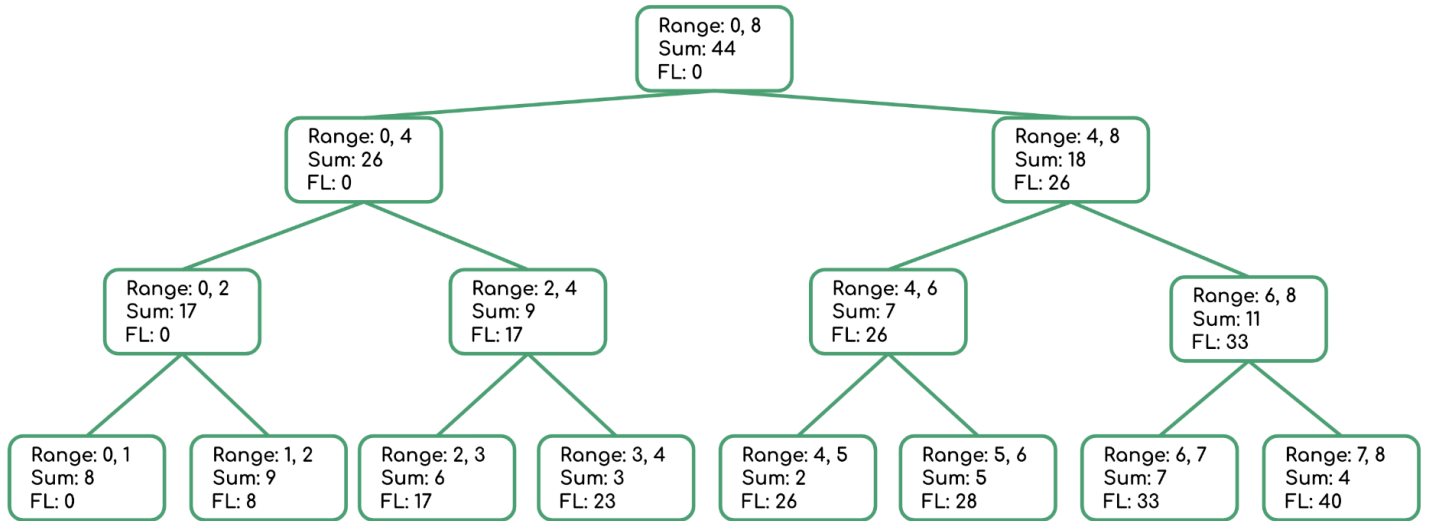 Range: 0, 8
Sum: 44
FL: 0
Range: 0, 4
Sum: 26
FL: 0
Range: 4, 8
Sum: 18
FL: 26
Range: 0, 2
Sum: 17
FL: 0
Range: 2, 4
Sum: 9
FL: 17
Range: 4, 6
Sum: 7
FL: 26
Range: 6, 8
Sum: 11
FL: 33
Range: 0, 1
Sum: 8
FL: 0
Range: 1, 2
Sum: 9
FL: 8
Range: 2, 3
Sum: 6
FL: 17
Range: 3, 4
Sum: 3
FL: 23
Range: 4, 5
Sum: 2
FL: 26
Range: 5, 6
Sum: 5
FL: 28
Range: 6, 7
Sum: 7
FL: 33
Range: 7, 8
Sum: 4
FL: 40